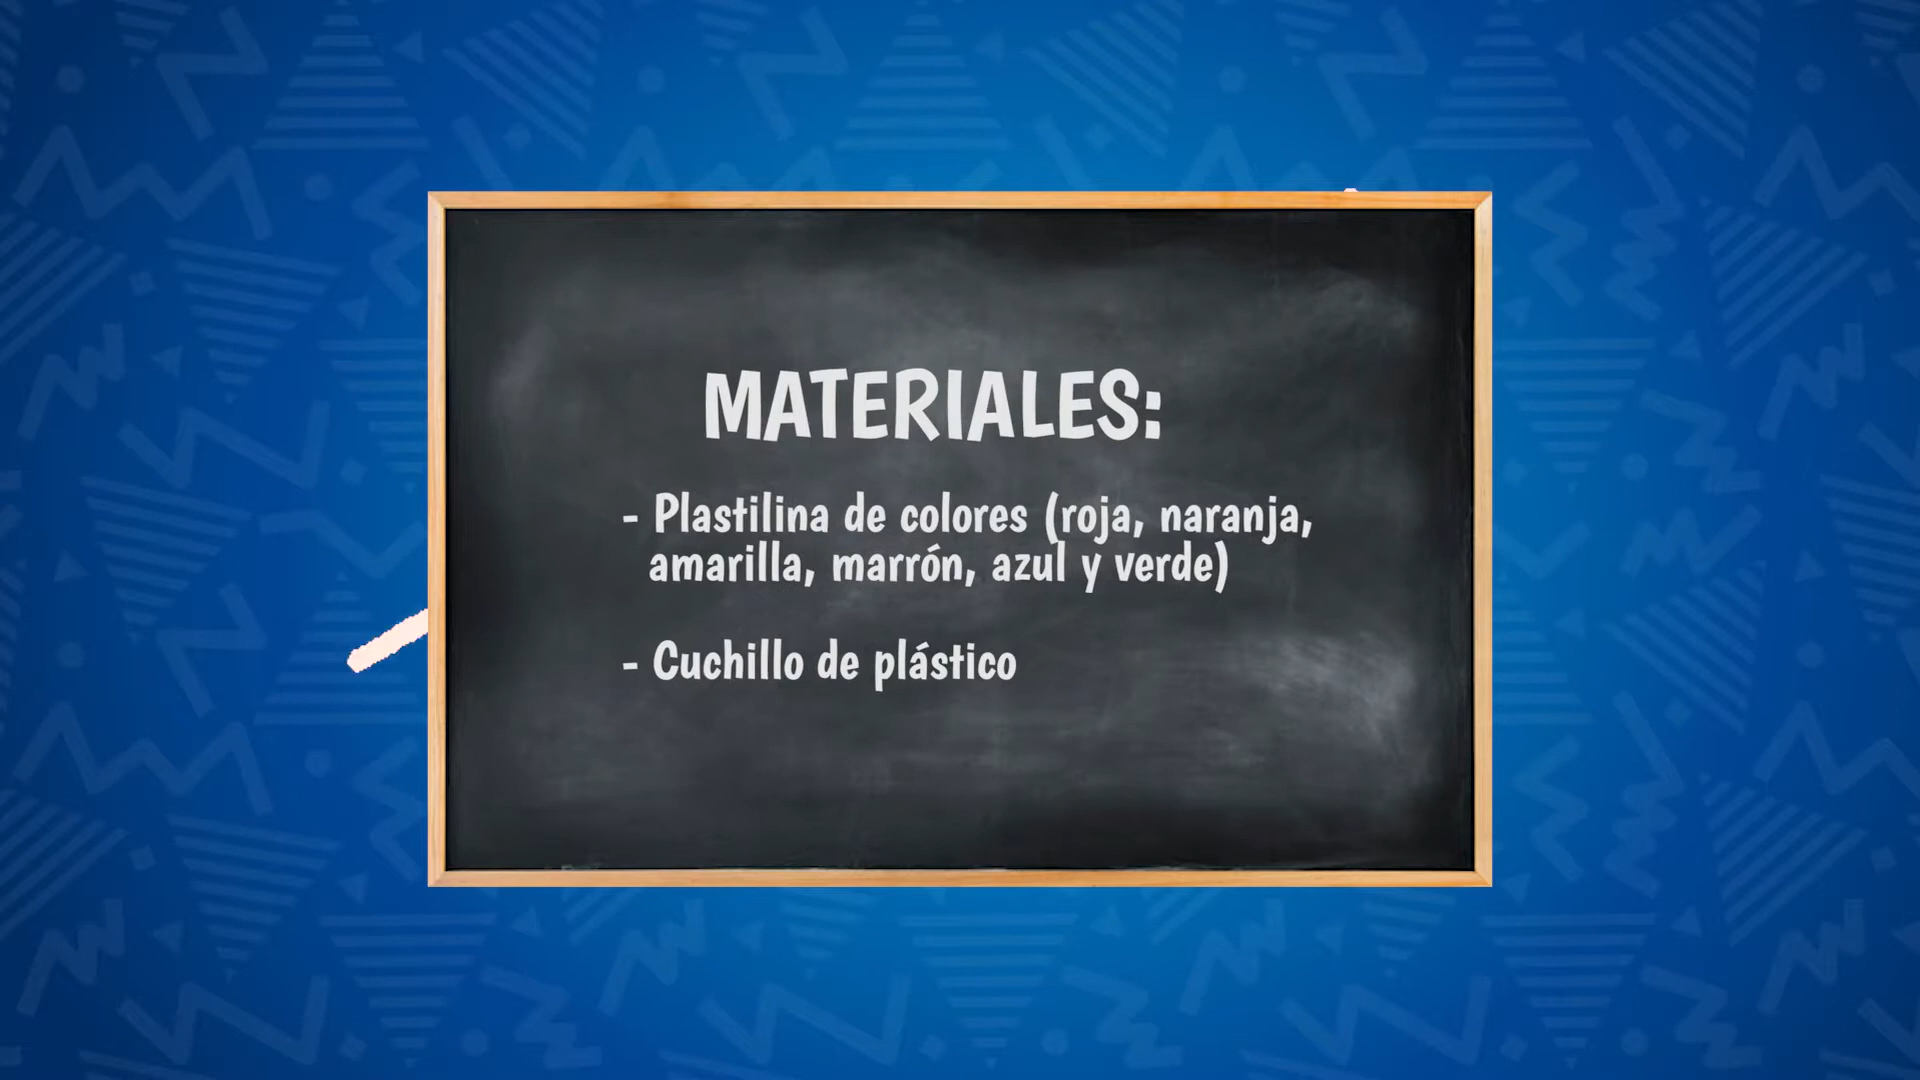 MATERIALES:
- Plastilina de colores (roja, naranja,
amarilla, marrón, azul y verde)
- Cuchillo de plástico